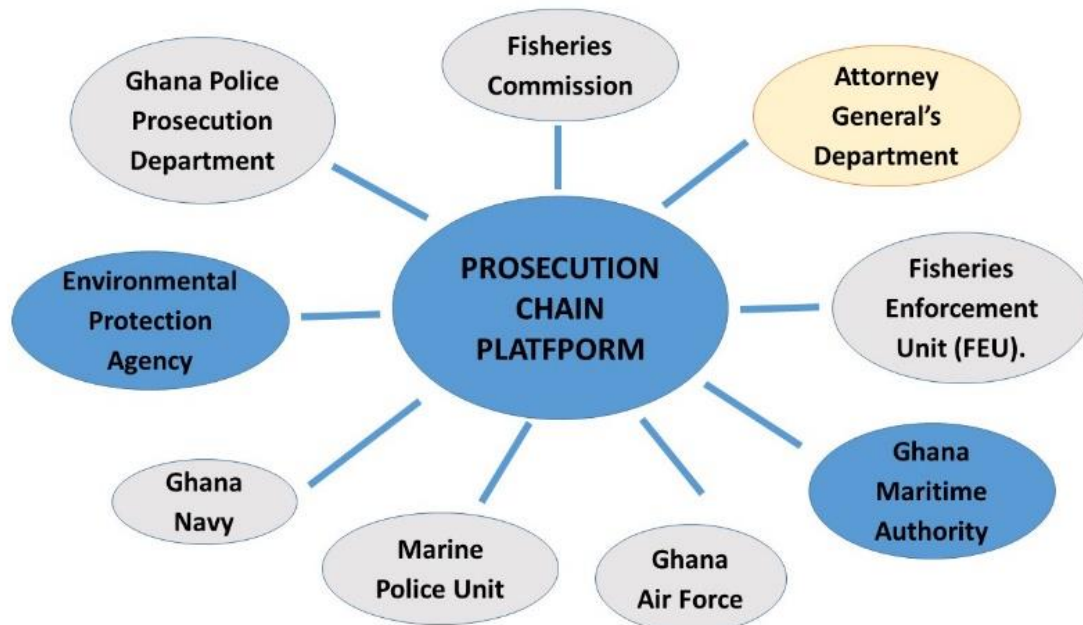 Fisheries
Commission
Ghana Police
Prosecution
Department
Attorney
General’s
Department
PROSECUTION
CHAIN
PLATFPORM
Environmental
Protection
Agency
Fisheries
Enforcement
Unit (FEU).
Ghana
Maritime
Authority
Ghana
Navy
Marine
Police Unit
Ghana
Air Force